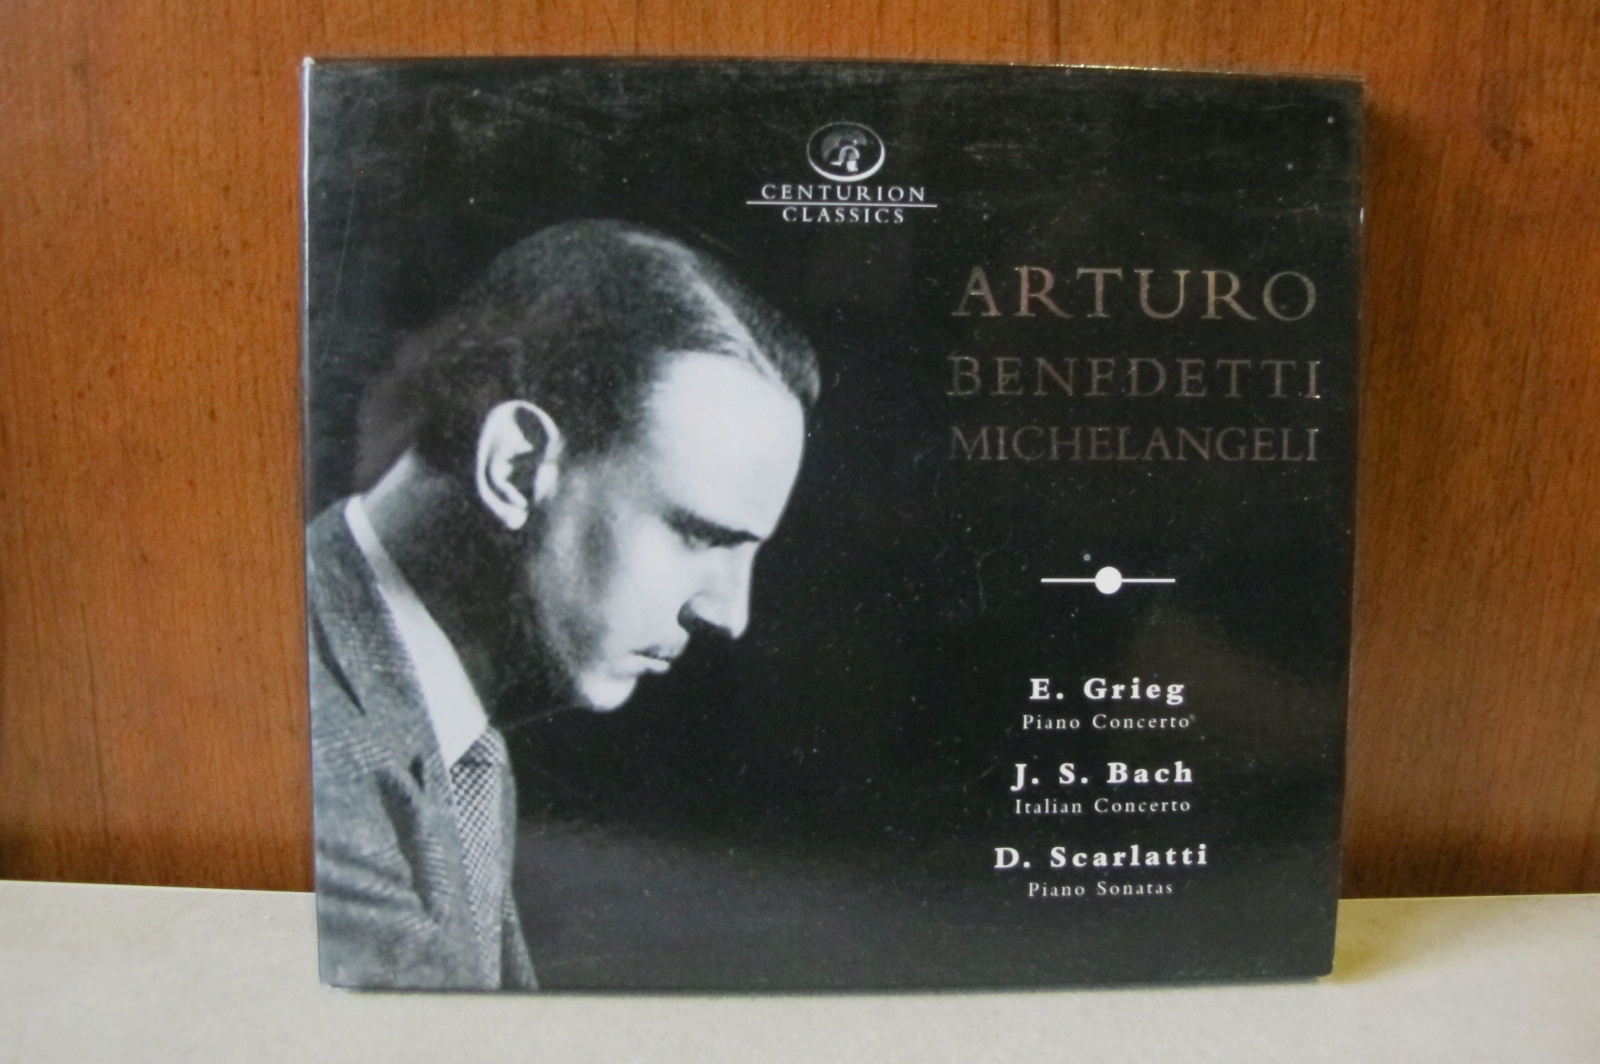 CENTURION
CLASSICS
ARTURO
BENEDETTI
MICHELANGELI
E. Grieg
Piano Concerto
J. S. Bach
Italian Concerto
D. Scarlatti
Piano Sonatas